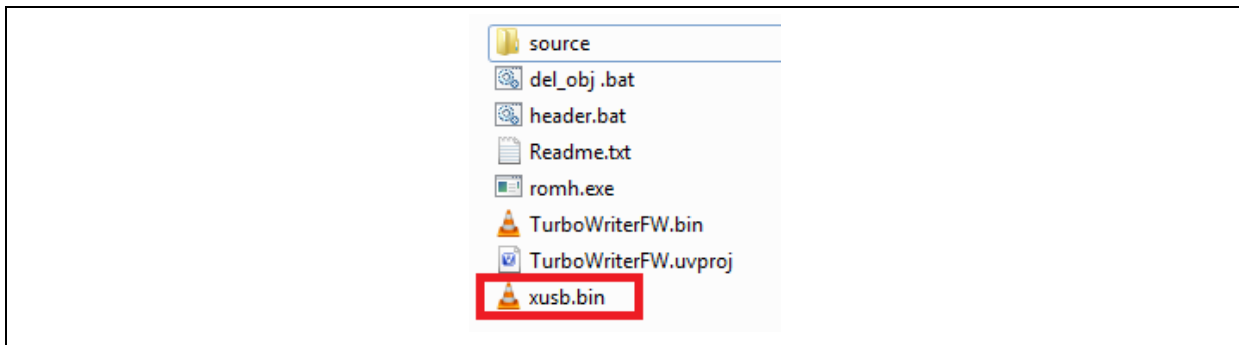 source
del_obj .bat
header.bat
Readme.txt
romh.exe
TurboWriterFW.bin
TurboWriterFW.uvproj
xusb.bin